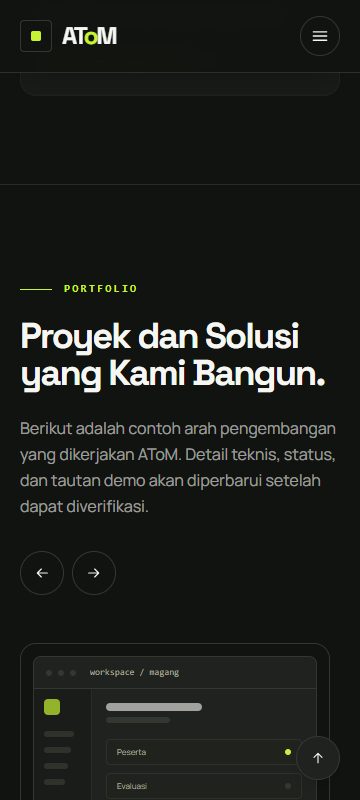 AToM
PORTFOLIO
Proyek dan Solusi
yang Kami Bangun.
Berikut adalah contoh arah pengembangan
yang dikerjakan AToM. Detail teknis, status,
dan tautan demo akan diperbarui setelah
dapat diverifikasi.
workspace / magang
Peserta
Evaluasi